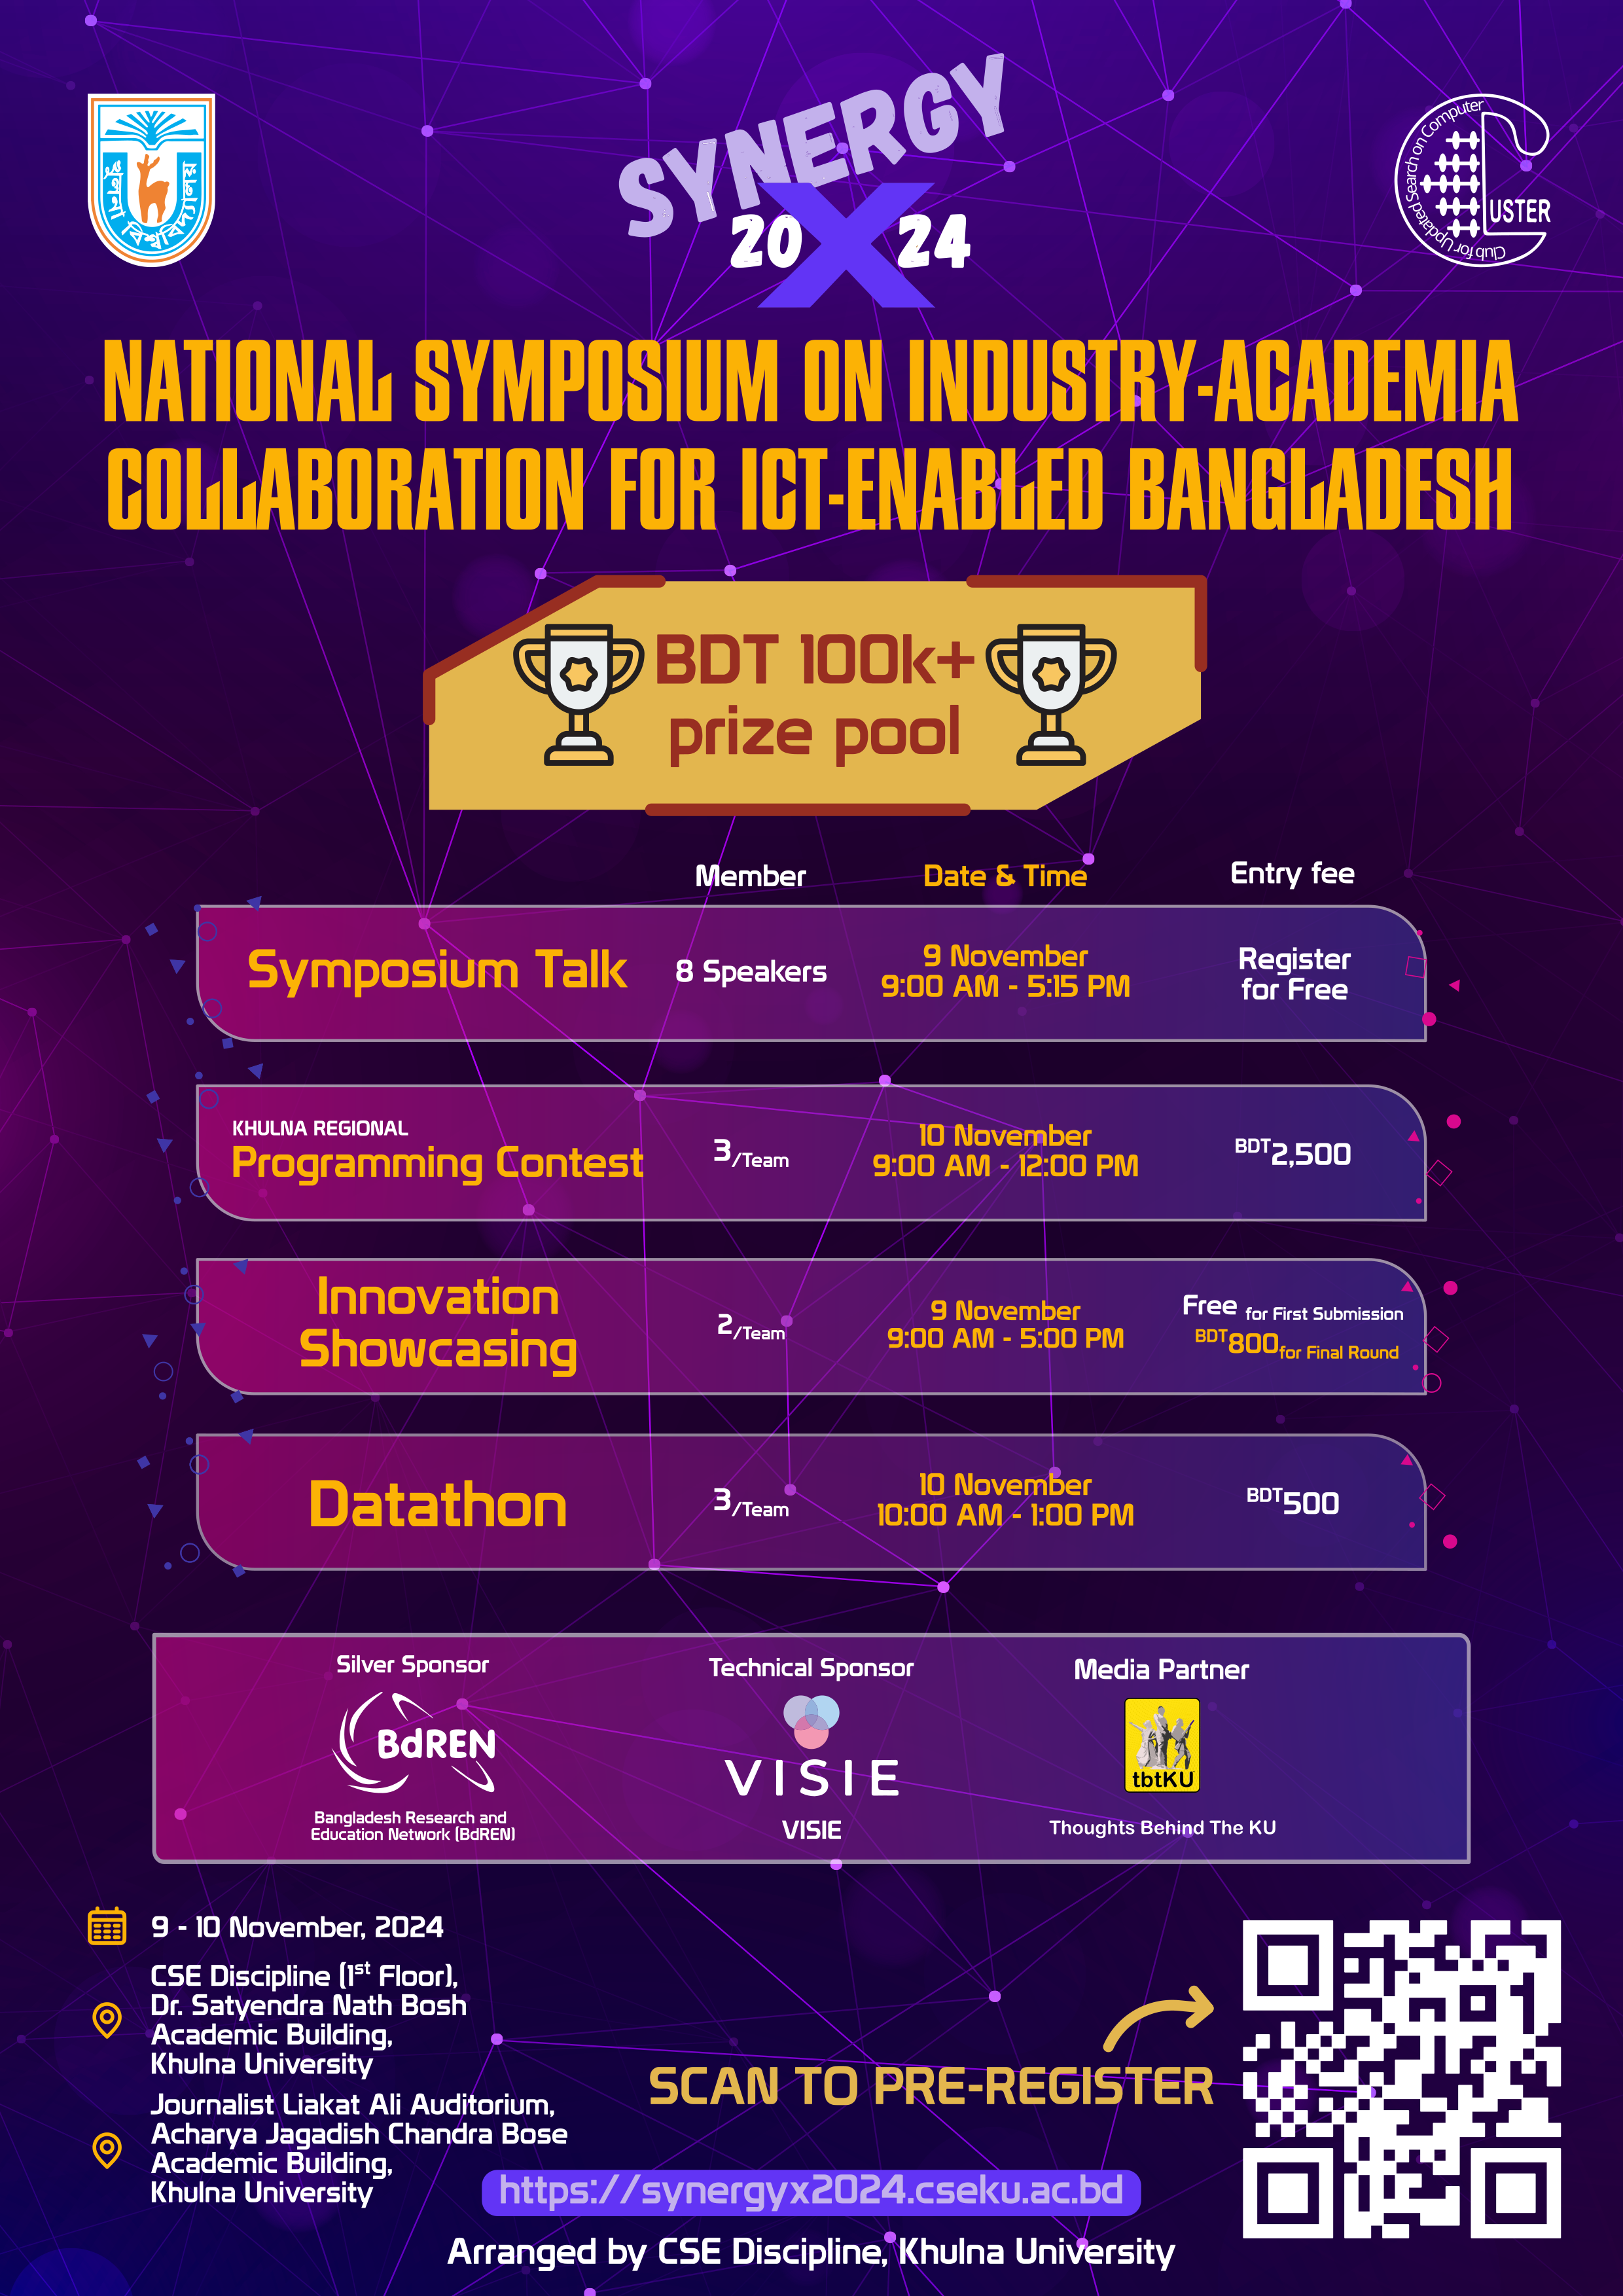 খুলনা বিশ্ববিদ্যালয়
SYNERGY
20X24
Club for Updated Search on Computer
CLUSTER
NATIONAL SYMPOSIUM ON INDUSTRY-ACADEMIA
COLLABORATION FOR ICT-ENABLED BANGLADESH
BDT 100k+
prize pool
Member
Date & Time
Entry fee
Symposium Talk
8 Speakers
9 November
9:00 AM - 5:15 PM
Register
for Free
KHULNA REGIONAL
Programming Contest
3/Team
10 November
9:00 AM - 12:00 PM
BDT2,500
Innovation
Showcasing
2/Team
9 November
9:00 AM - 5:00 PM
Free for First Submission
BDT800for Final Round
Datathon
3/Team
10 November
10:00 AM - 1:00 PM
BDT500
Silver Sponsor
BdREN
Bangladesh Research and
Education Network (BdREN)
Technical Sponsor
VISIE
VISIE
Media Partner
tbtKU
Thoughts Behind The KU
9 - 10 November, 2024
CSE Discipline (1st Floor),
Dr. Satyendra Nath Bosh
Academic Building,
Khulna University
Journalist Liakat Ali Auditorium,
Acharya Jagadish Chandra Bose
Academic Building,
Khulna University
SCAN TO PRE-REGISTER
https://synergyx2024.cseku.ac.bd
Arranged by CSE Discipline, Khulna University